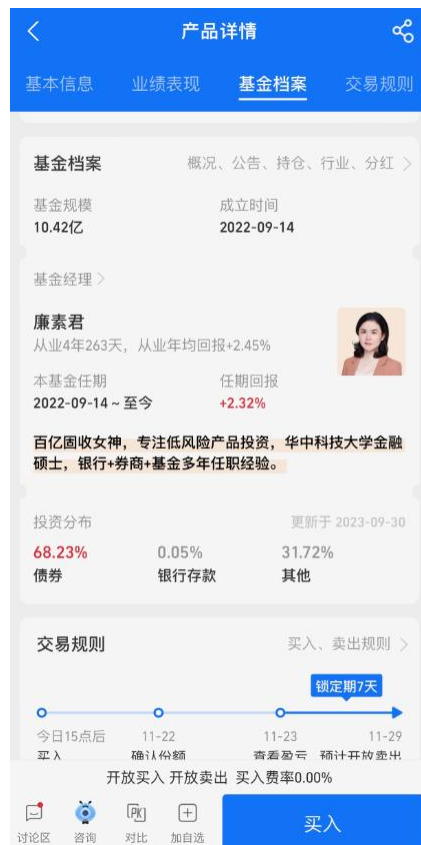 产品详情
基本信息 业绩表现 基金档案 交易规则
基金档案 概况、公告、持仓、行业、分红 >
基金规模 成立时间
10.42亿 2022-09-14
基金经理 >
廉素君
从业4年263天，从业年均回报+2.45%
本基金任期 任期回报
2022-09-14 ~ 至今 +2.32%
百亿固收女神，专注低风险产品投资，华中科技大学金融
硕士，银行+券商+基金多年任职经验。
投资分布 更新于 2023-09-30
68.23% 0.05% 31.72%
债券 银行存款 其他
交易规则 买入、卖出规则 >
锁定期7天
今日15点后 11-22 11-23 11-29
买入 确认份额 查看盈亏 预计开放卖出
开放买入 开放卖出 买入费率0.00%
PK
讨论区 咨询 对比 加自选 买入